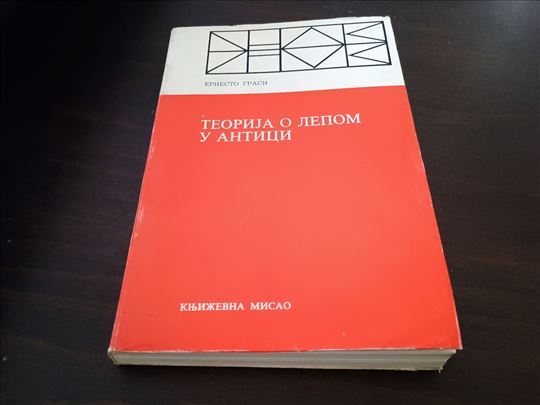 ЕРНЕСТО ГРАСИ
ТЕОРИЈА О ЛЕПОМ
У АНТИЦИ
КЊИЖЕВНА МИСАО